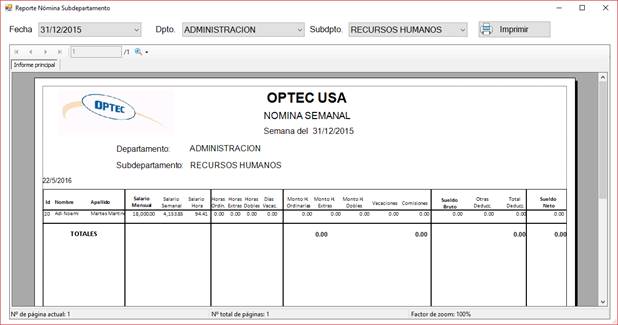 Reporte Nómina Subdepartamento
Fecha 31/12/2015 Dpto. ADMINISTRACION Subdpto. RECURSOS HUMANOS Imprimir
1 /1
Informe principal
OPTEC
OPTEC USA
NOMINA SEMANAL
Semana del 31/12/2015
Departamento: ADMINISTRACION
Subdepartamento: RECURSOS HUMANOS
22/5/2016
Id Nombre Apellido Salario Mensual Salario Semanal Salario Hora Horas Ordin. Horas Extras Horas Dobles Dias Vacac. Monto H. Ordinarias Monto H. Extras Monto H. Dobles Vacaciones Comisiones Sueldo Bruto Otras Deducc. Total Deducc. Sueldo Neto
20 Adi Noemi Martes Martine 18,000.00 4,153.85 94.41 0.00 0.00 0.00 0.00 0.00 0.00 0.00 0.00 0.00 0.00 0.00 0.00 0.00
TOTALES 0.00 0.00 0.00
Nº de página actual: 1 Nº total de páginas: 1 Factor de zoom: 100%